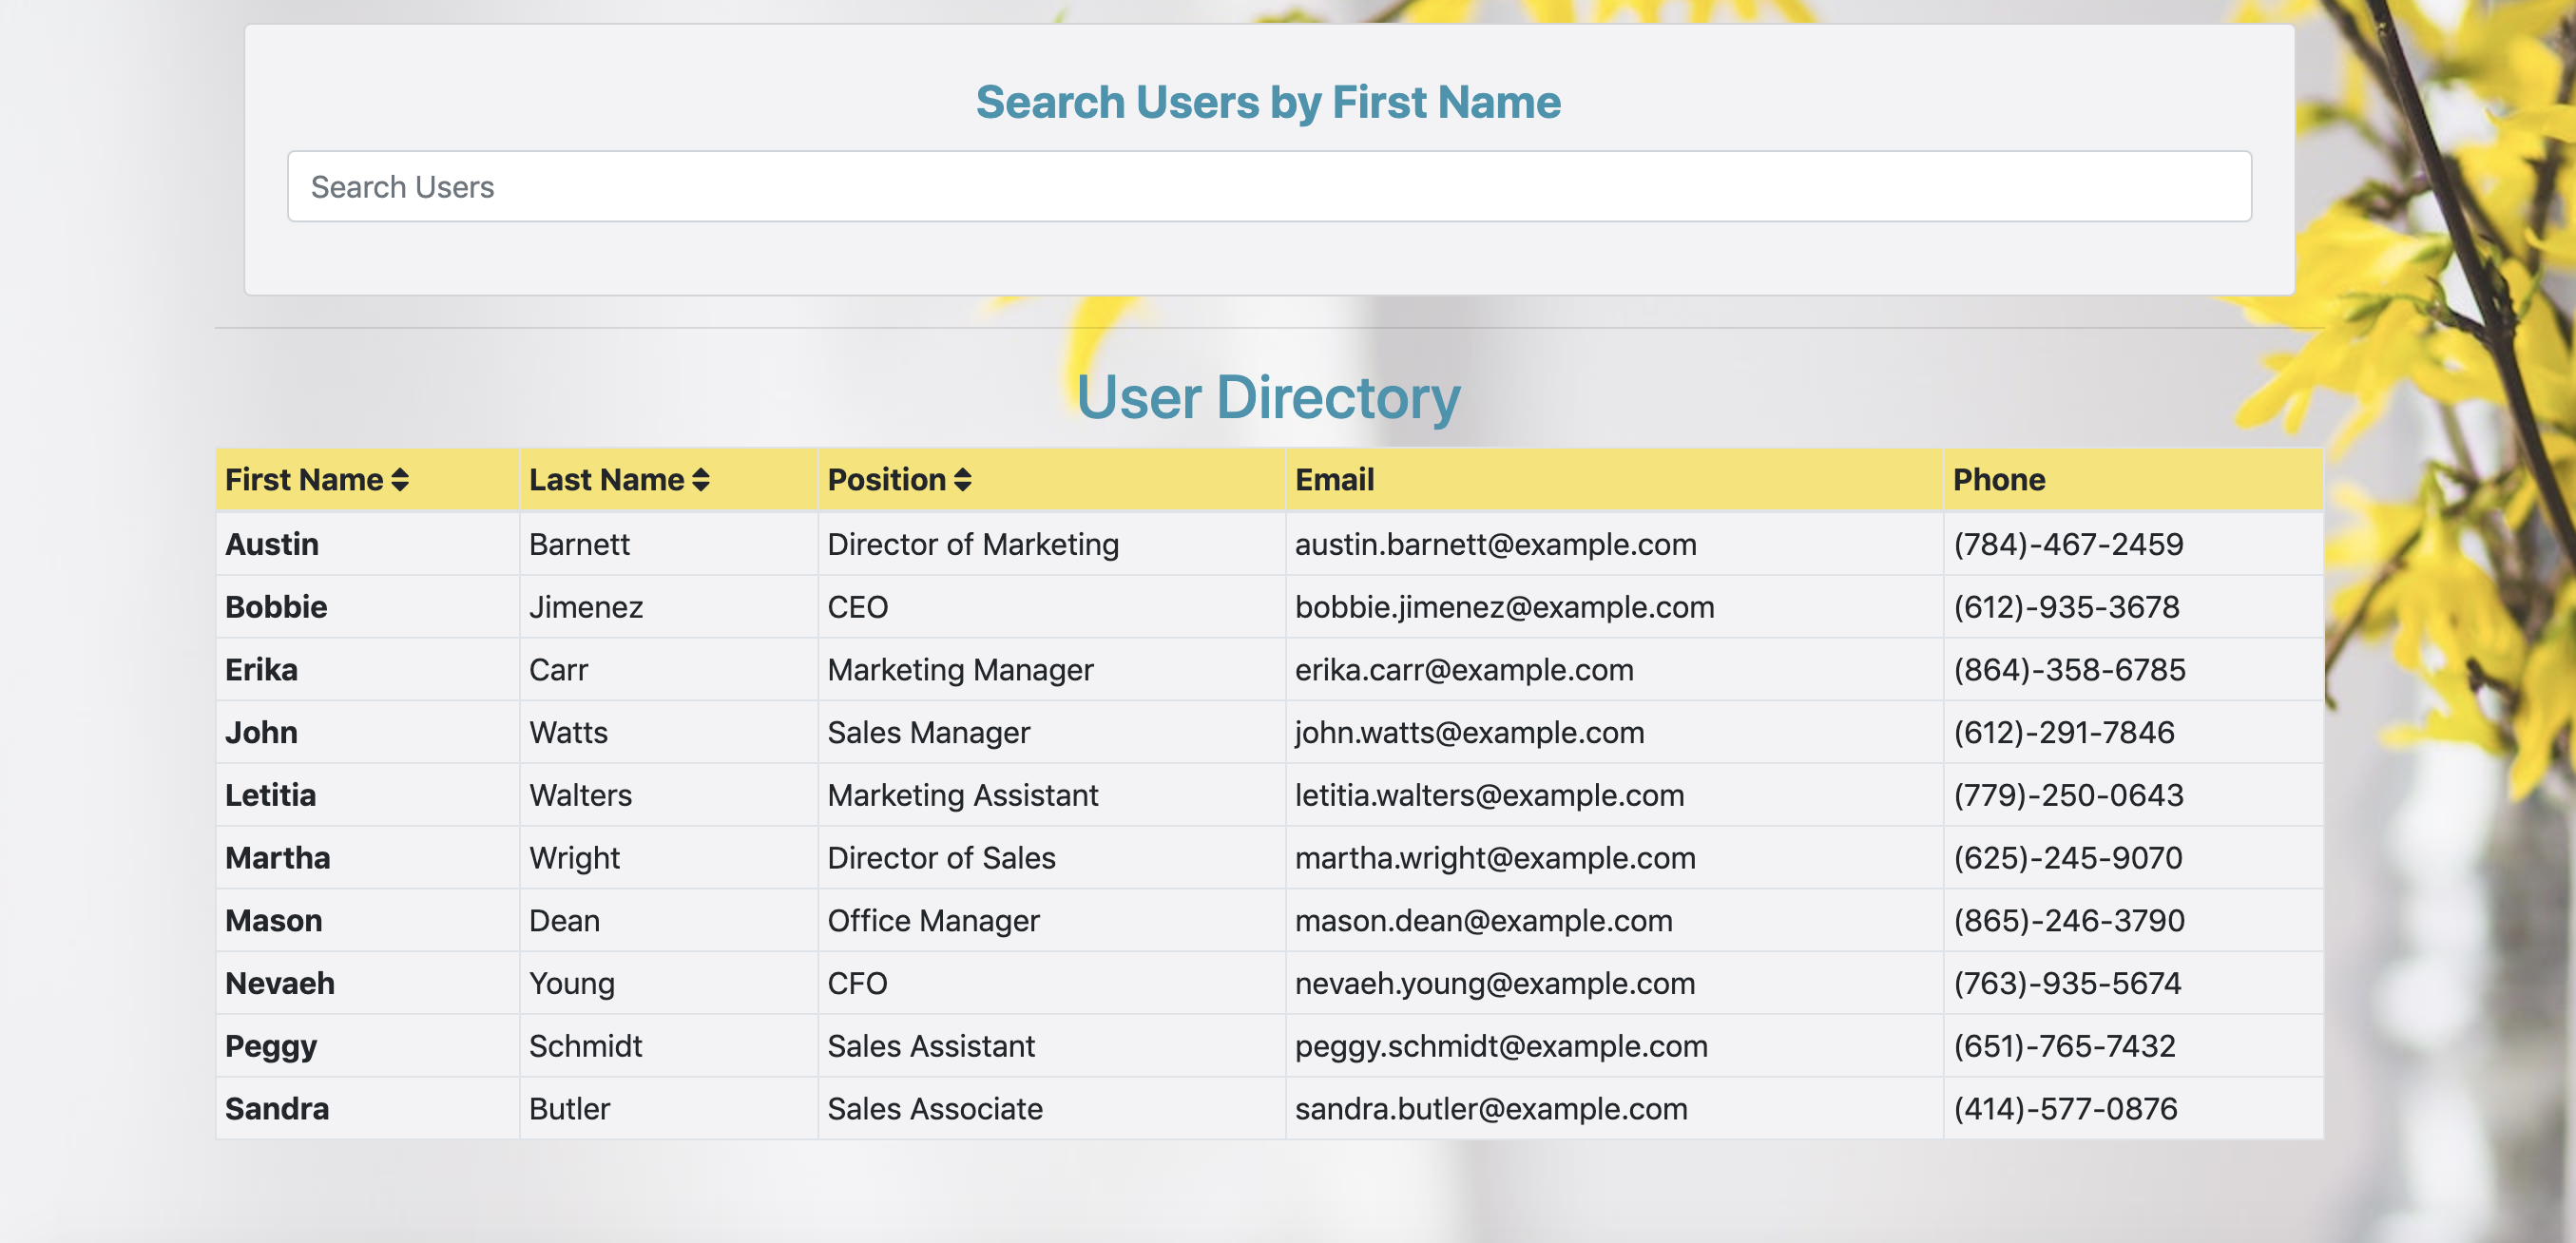 Search Users by First Name
Search Users
User Directory
First Name Last Name Position Email Phone
Austin Barnett Director of Marketing austin.barnett@example.com (784)-467-2459
Bobbie Jimenez CEO bobbie.jimenez@example.com (612)-935-3678
Erika Carr Marketing Manager erika.carr@example.com (864)-358-6785
John Watts Sales Manager john.watts@example.com (612)-291-7846
Letitia Walters Marketing Assistant letitia.walters@example.com (779)-250-0643
Martha Wright Director of Sales martha.wright@example.com (625)-245-9070
Mason Dean Office Manager mason.dean@example.com (865)-246-3790
Nevaeh Young CFO nevaeh.young@example.com (763)-935-5674
Peggy Schmidt Sales Assistant peggy.schmidt@example.com (651)-765-7432
Sandra Butler Sales Associate sandra.butler@example.com (414)-577-0876